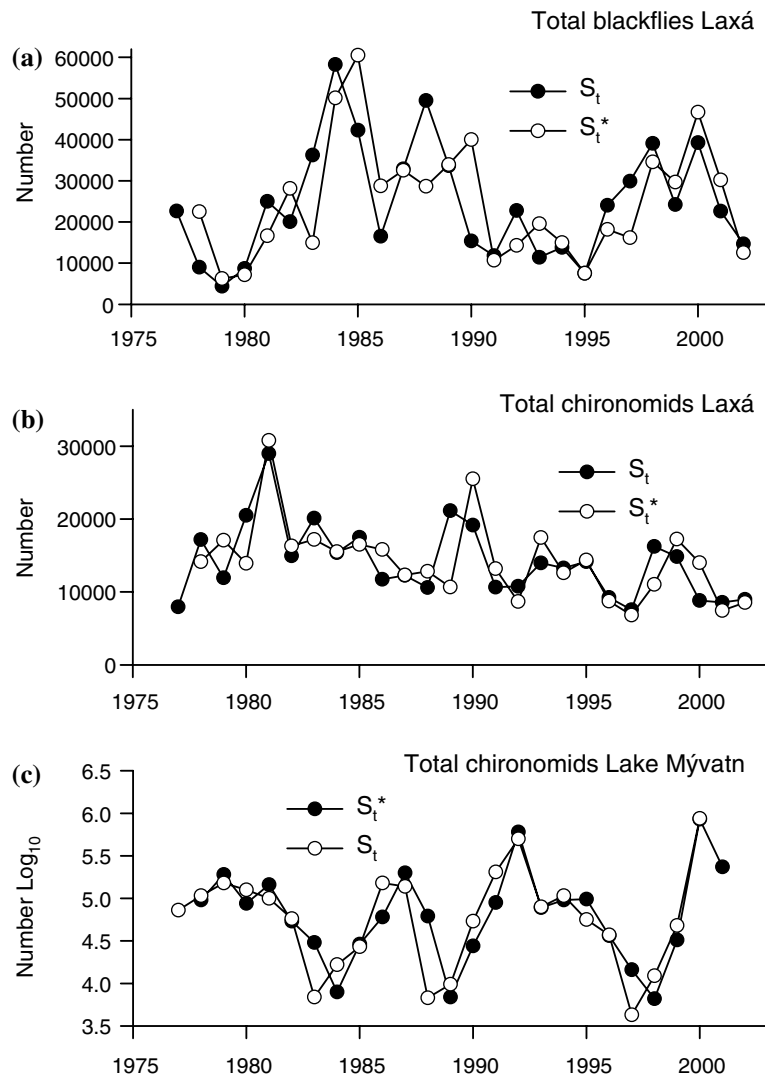 Total blackflies Laxá
(a)
60000
50000
40000
30000
20000
10000
0
Number
S_t
S_t*
1975 1980 1985 1990 1995 2000
Total chironomids Laxá
(b)
30000
20000
10000
0
Number
S_t
S_t*
1975 1980 1985 1990 1995 2000
Total chironomids Lake Mývatn
(c)
6.5
6.0
5.5
5.0
4.5
4.0
3.5
Number Log₁₀
S_t*
S_t
1975 1980 1985 1990 1995 2000